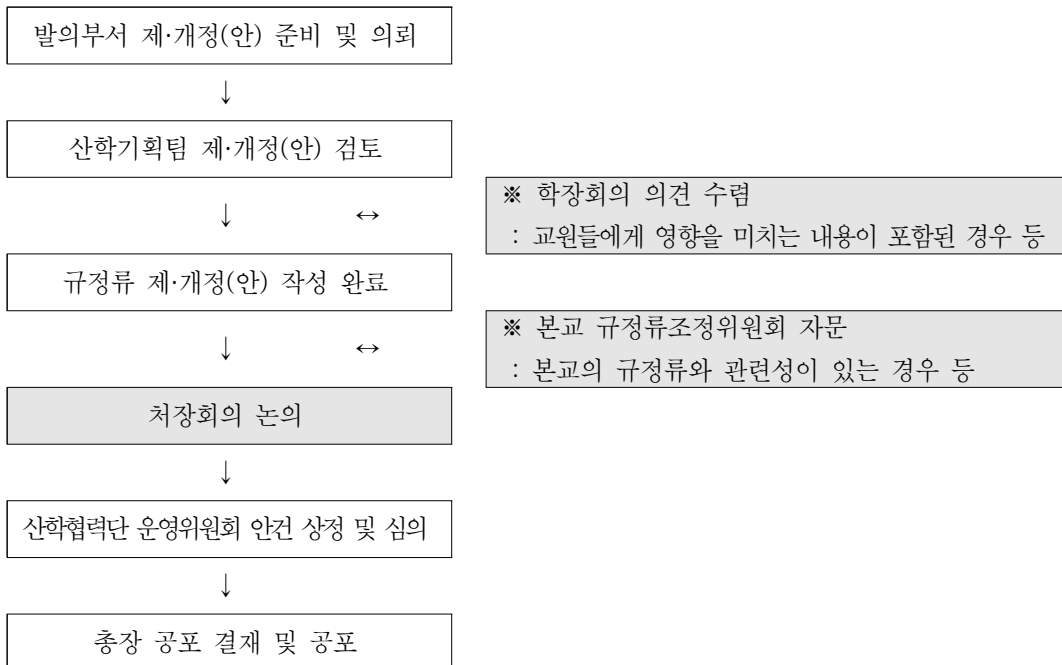 발의부서 제·개정(안) 준비 및 의뢰
↓
산학기획팀 제·개정(안) 검토
※ 학장회의 의견 수렴
↓ ↔
: 교원들에게 영향을 미치는 내용이 포함된 경우 등
규정류 제·개정(안) 작성 완료
※ 본교 규정류조정위원회 자문
↓ ↔
: 본교의 규정류와 관련성이 있는 경우 등
처장회의 논의
↓
산학협력단 운영위원회 안건 상정 및 심의
↓
총장 공포 결재 및 공포